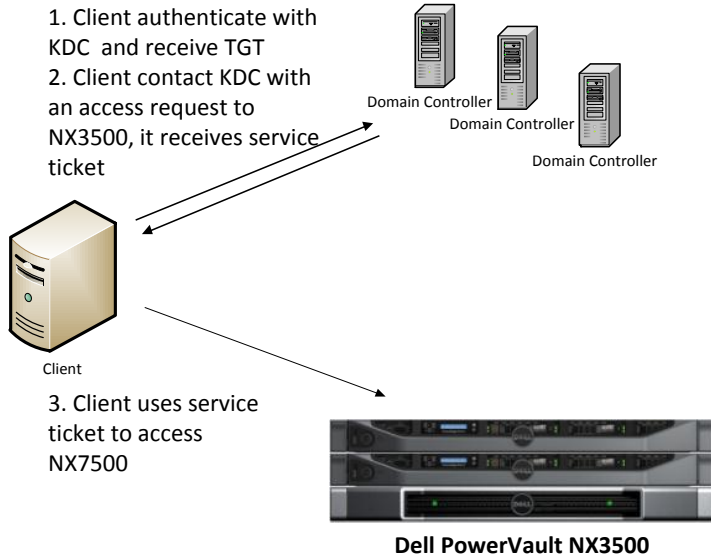 1. Client authenticate with
KDC  and receive TGT
2. Client contact KDC with
an access request to
NX3500, it receives service
ticket
Domain Controller
Domain Controller
Domain Controller
Client
3. Client uses service
ticket to access
NX7500
Dell PowerVault NX3500